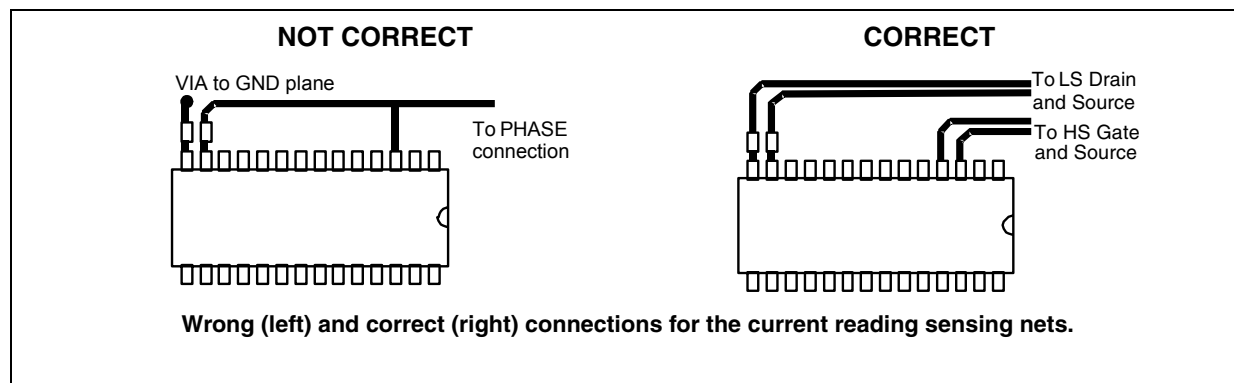 NOT CORRECT
VIA to GND plane
To PHASE
connection
CORRECT
To LS Drain
and Source
To HS Gate
and Source
Wrong (left) and correct (right) connections for the current reading sensing nets.